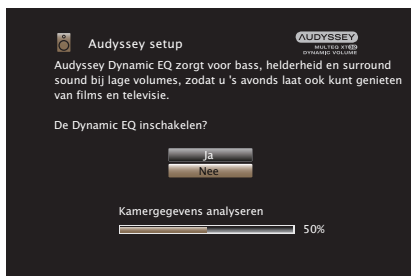 Audyssey setup
AUDYSSEY
MULTEQ XT32
DYNAMIC VOLUME
Audyssey Dynamic EQ zorgt voor bass, helderheid en surround
sound bij lage volumes, zodat u 's avonds laat ook kunt genieten
van films en televisie.
De Dynamic EQ inschakelen?
Ja
Nee
Kamergegevens analyseren
50%